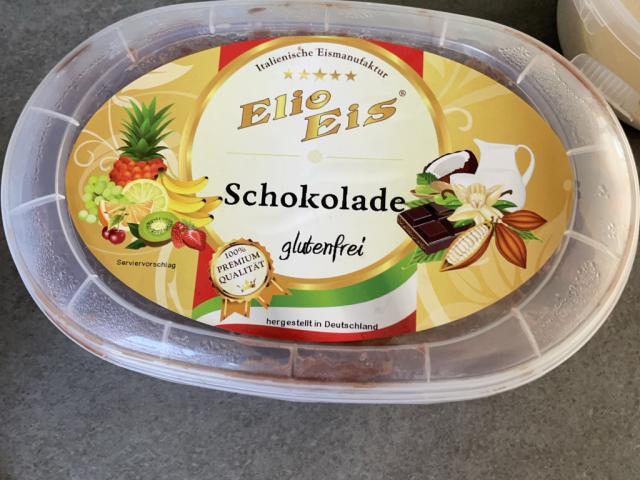 Italienische Eismanufaktur
Elio
Eis®
Schokolade
glutenfrei
Serviervorschlag
100%
PREMIUM
QUALITÄT
hergestellt in Deutschland